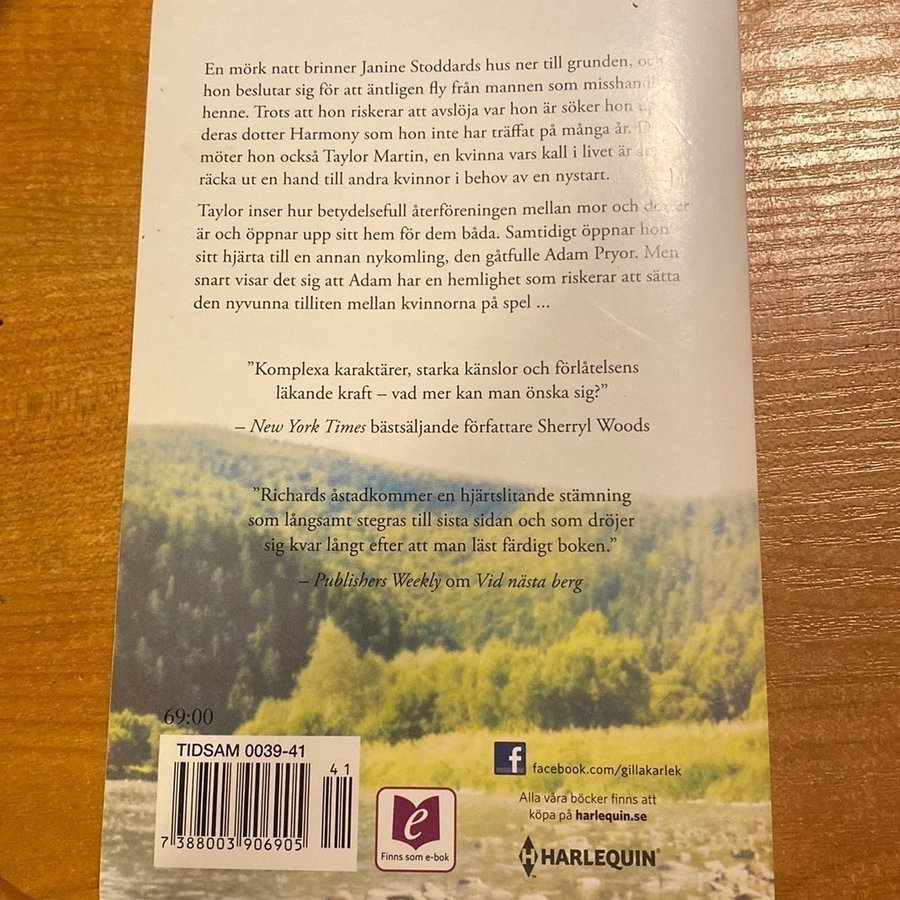 En mörk natt brinner Janine Stoddards hus ner till grunden, oc
hon beslutar sig för att äntligen fly från mannen som misshand
henne. Trots att hon riskerar att avslöja var hon är söker hon
deras dotter Harmony som hon inte har träffat på många år. D
möter hon också Taylor Martin, en kvinna vars kall i livet är
räcka ut en hand till andra kvinnor i behov av en nystart.
Taylor inser hur betydelsefull återföreningen mellan mor och
är och öppnar upp sitt hem för dem båda. Samtidigt öppnar hon
sitt hjärta till en annan nykomling, den gåtfulle Adam Pryor. Men
snart visar det sig att Adam har en hemlighet som riskerar att sätta
den nyvunna tilliten mellan kvinnorna på spel ...
”Komplexa karaktärer, starka känslor och förlåtelsens
läkande kraft – vad mer kan man önska sig?”
– New York Times bästsäljande författare Sherryl Woods
”Richards åstadkommer en hjärtslitande stämning
som långsamt stegras till sista sidan och som dröjer
sig kvar långt efter att man läst färdigt boken.”
– Publishers Weekly om Vid nästa berg
69:00
TIDSAM 0039-41
41
7 388003 906905
e
Finns som e-bok
f
facebook.com/gillakarlek
Alla våra böcker finns att
köpa på harlequin.se
HARLEQUIN®